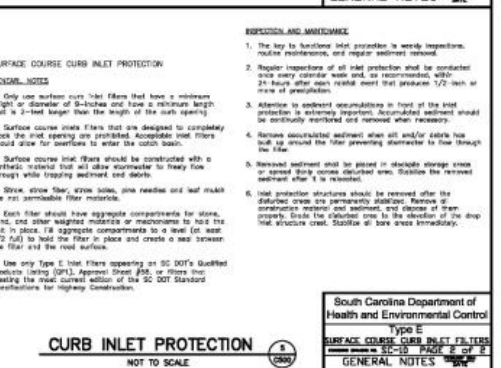 GENERAL NOTES
SURFACE COURSE CURB INLET PROTECTION
GENERAL NOTES
Only use surface curb inlet filters that have a minimum
height or diameter of 9-inches and have a minimum length
that is 2-feet longer than the length of the curb opening
Surface course inlets filters that are designed to completely
block the inlet opening are prohibited. Acceptable inlet filters
should allow for overflows to enter the catch basin.
Surface course inlet filters should be constructed with a
synthetic material that will allow stormwater to freely flow
through while trapping sediment and debris.
Straw, straw fiber, straw bales, pine needles and leaf mulch
are not permissible filter materials.
Each filter should have aggregate compartments for stone,
sand, and other weighted materials or mechanisms to hold the
unit in place. Fill aggregate compartments to a level (at least
1/2 full) to hold the filter in place and create a seal between
the filter and the road surface.
Use only Type E Inlet Filters appearing on SC DOT's Qualified
Products Listing (QPL), Approval Sheet #58, or filters
meeting the most current edition of the SC DOT Standard
Specifications for Highway Construction.
INSPECTION AND MAINTENANCE
1. The key to functional inlet protection is weekly inspections,
routine maintenance, and regular sediment removal.
2. Regular inspections of all inlet protection shall be conducted
once every calendar week and, as recommended, within
24-hours after each rainfall event that produces 1/2-inch or
more of precipitation.
3. Attention to sediment accumulations in front of the inlet
protection is extremely important. Accumulated sediment should
be continually monitored and removed when necessary.
4. Remove accumulated sediment when silt and/or debris has
built up around the filter preventing stormwater to flow through
the filter.
5. Removed sediment shall be placed in stockpile storage areas
or spread thinly across disturbed area. Stabilize the removed
sediment after it is relocated.
6. Inlet protection structures should be removed after the
disturbed areas are permanently stabilized. Remove all
construction material and sediment, and dispose of them
properly. Grade the disturbed area to the elevation of the drop
inlet structure crest. Stabilize all bare areas immediately.
CURB INLET PROTECTION
NOT TO SCALE
5
C500
South Carolina Department of
Health and Environmental Control
Type E
SURFACE COURSE CURB INLET FILTERS
SC-10 PAGE 2 of 2
GENERAL NOTES
DATE